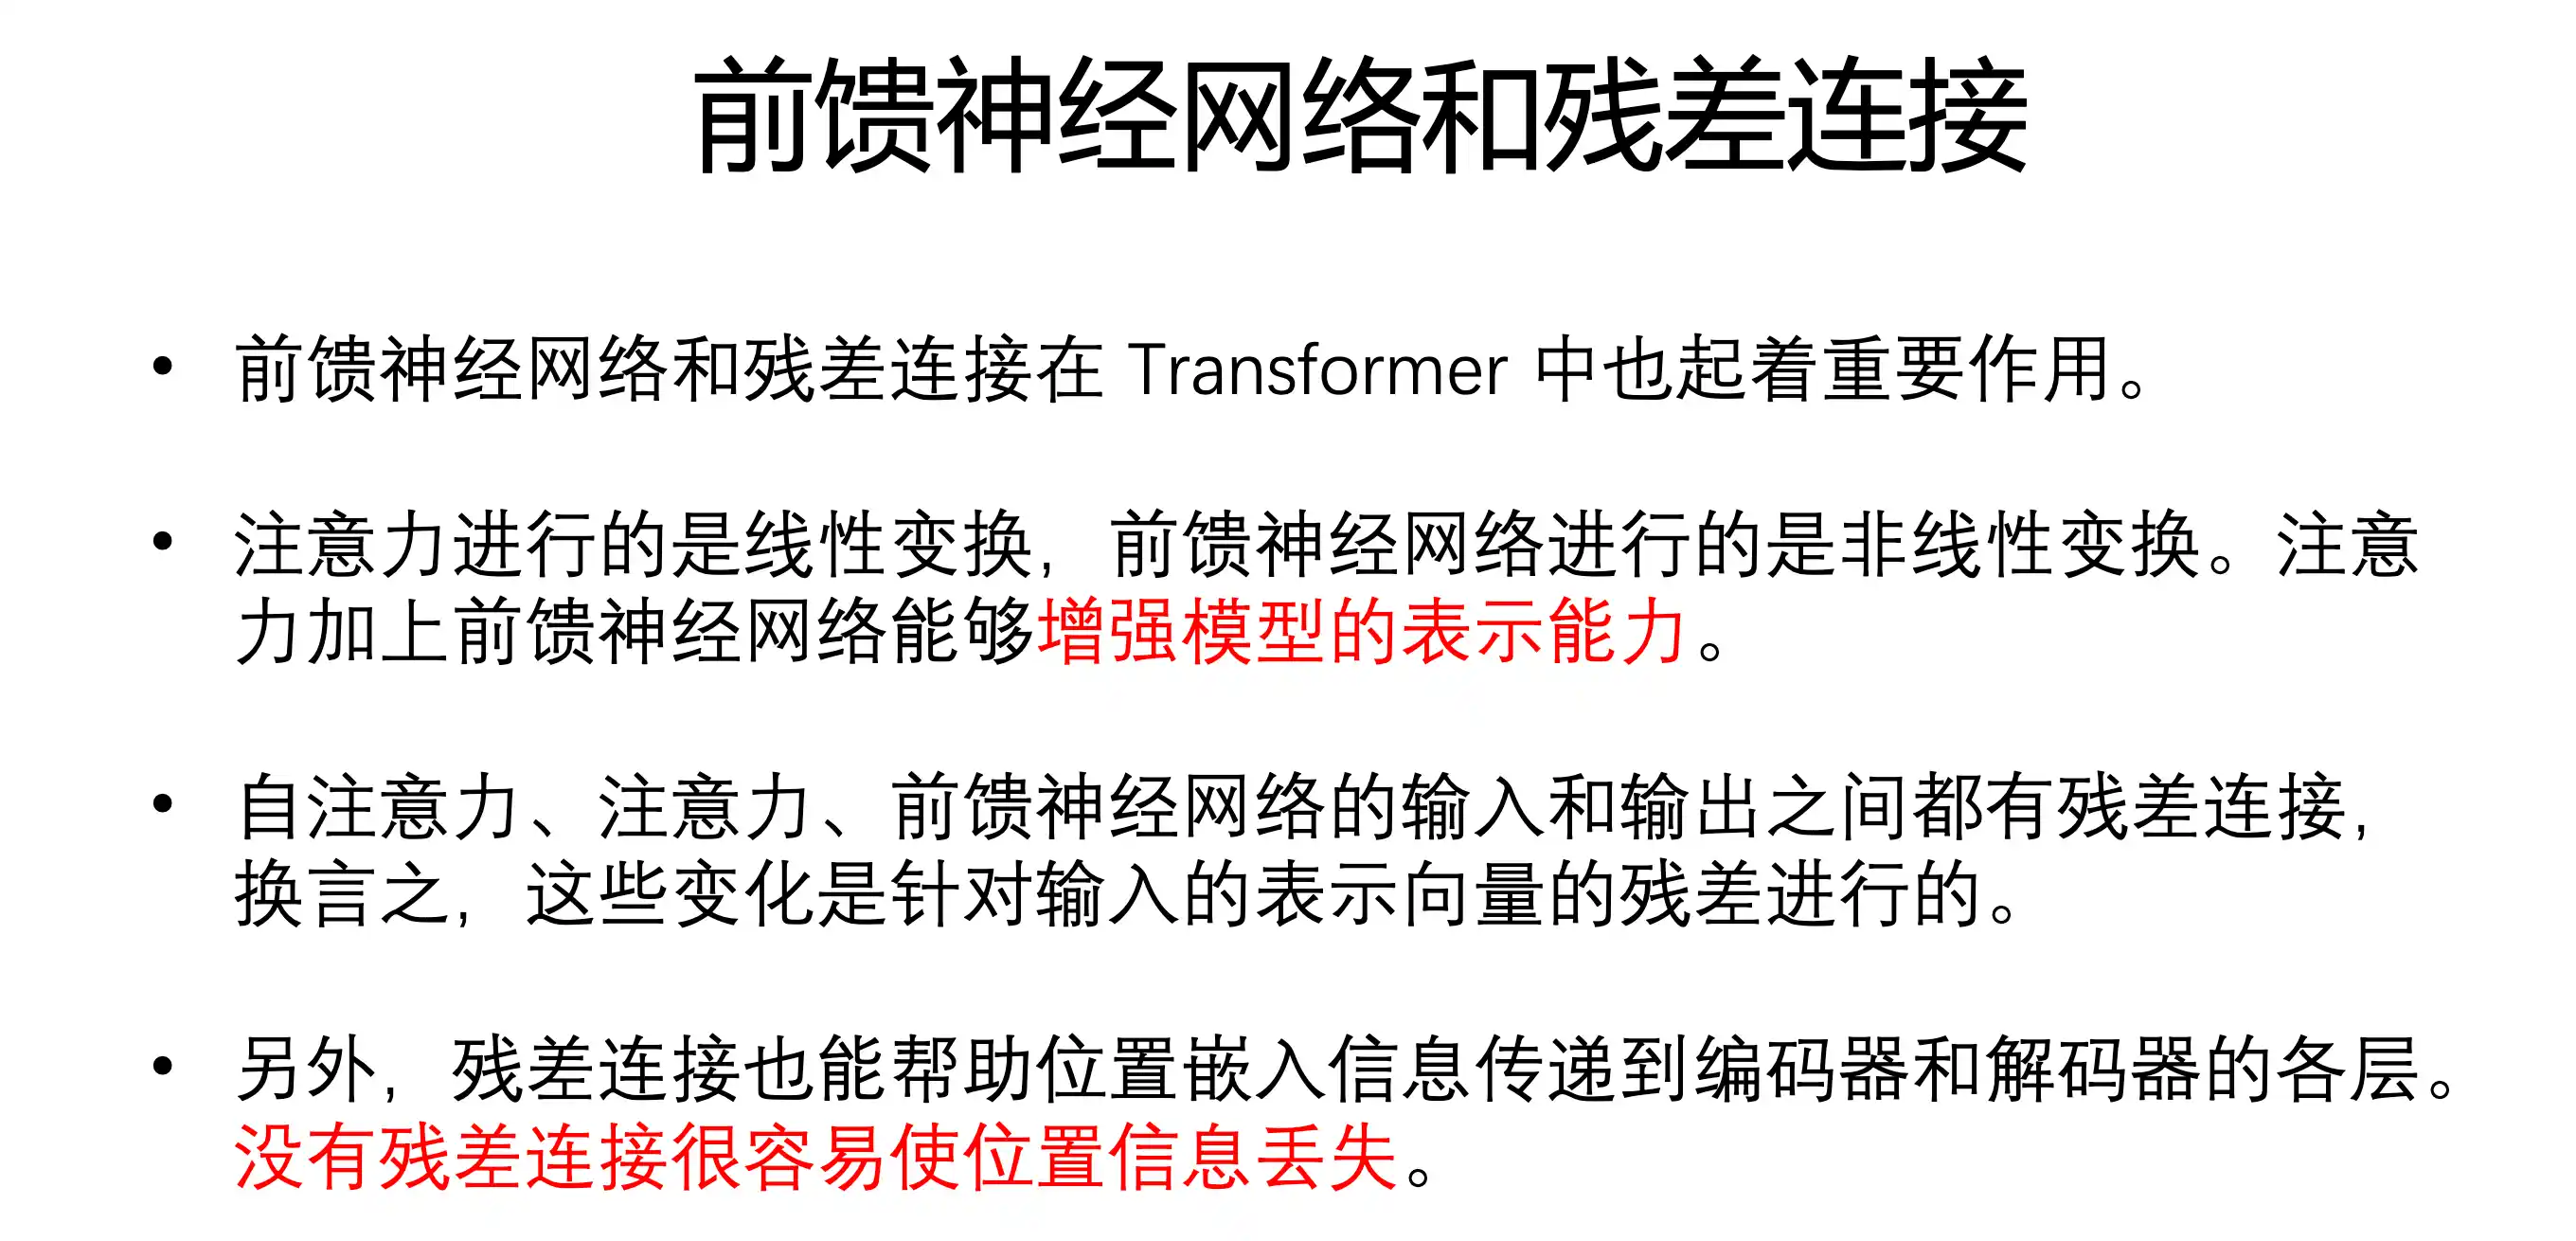 前馈神经网络和残差连接
• 前馈神经网络和残差连接在 Transformer 中也起着重要作用。
• 注意力进行的是线性变换，前馈神经网络进行的是非线性变换。注意
力加上前馈神经网络能够增强模型的表示能力。
• 自注意力、注意力、前馈神经网络的输入和输出之间都有残差连接，
换言之，这些变化是针对输入的表示向量的残差进行的。
• 另外，残差连接也能帮助位置嵌入信息传递到编码器和解码器的各层。
没有残差连接很容易使位置信息丢失。